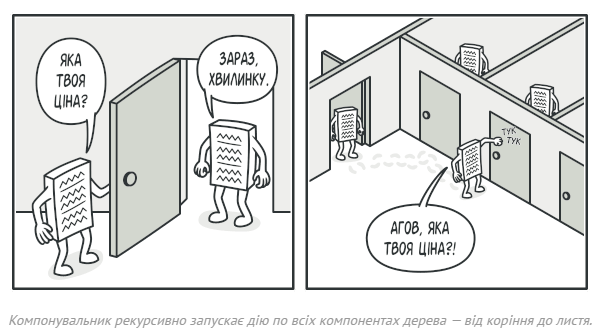 ЯКА
ТВОЯ
ЦІНА?
ЗАРАЗ,
ХВИЛИНКУ.
ТУК
ТУК
АГОВ, ЯКА
ТВОЯ ЦІНА?!
Компонувальник рекурсивно запускає дію по всіх компонентах дерева — від коріння до листя.